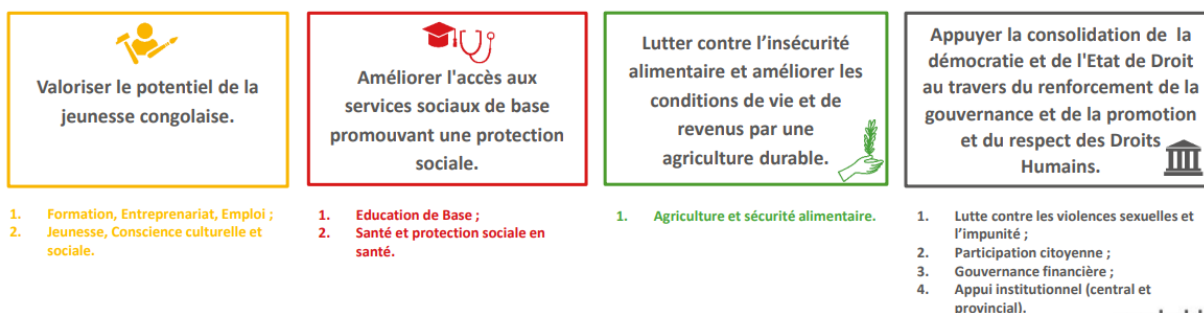 Valoriser le potentiel de la
jeunesse congolaise.
1. Formation, Entreprenariat, Emploi ;
2. Jeunesse, Conscience culturelle et
sociale.
Améliorer l'accès aux
services sociaux de base
promouvant une protection
sociale.
1. Education de Base ;
2. Santé et protection sociale en
santé.
Lutter contre l’insécurité
alimentaire et améliorer les
conditions de vie et de
revenus par une
agriculture durable.
1. Agriculture et sécurité alimentaire.
Appuyer la consolidation de la
démocratie et de l'Etat de Droit
au travers du renforcement de la
gouvernance et de la promotion
et du respect des Droits
Humains.
1. Lutte contre les violences sexuelles et
l’impunité ;
2. Participation citoyenne ;
3. Gouvernance financière ;
4. Appui institutionnel (central et
provincial).